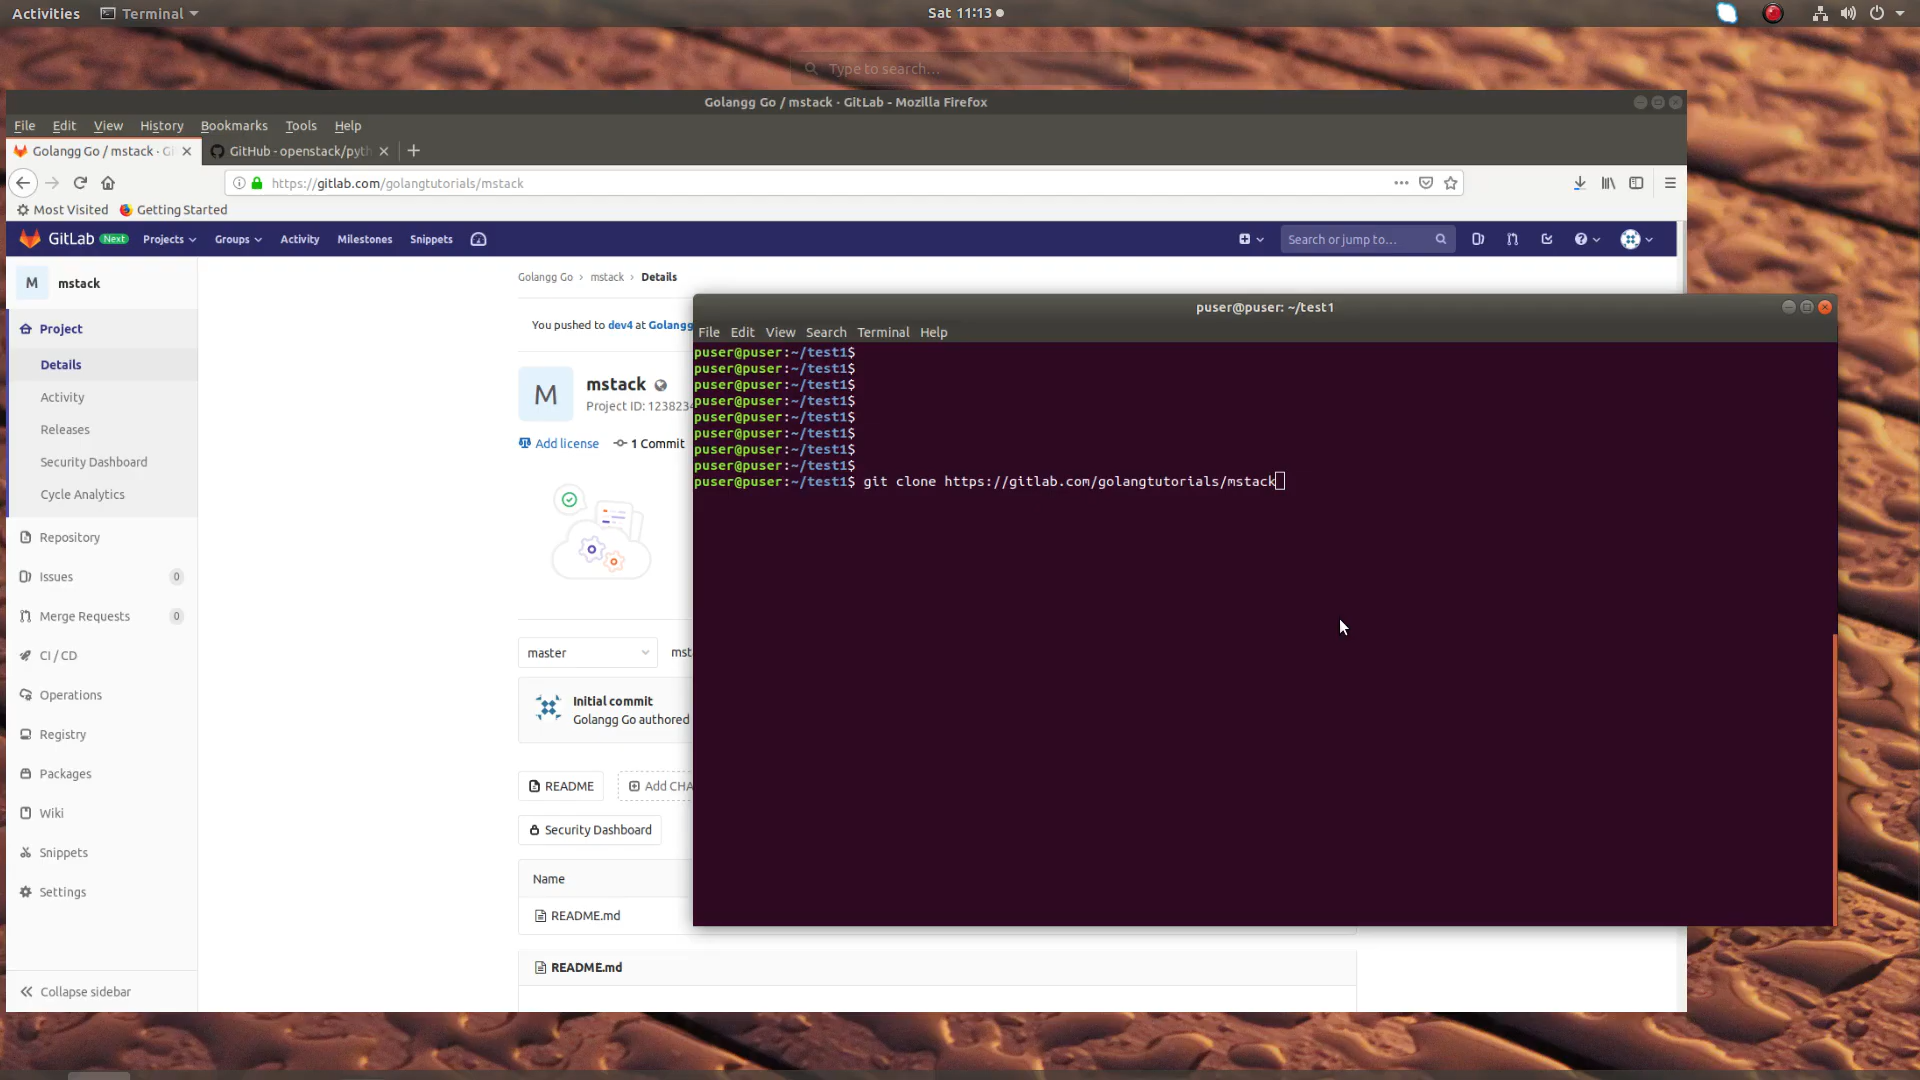 Activities
Terminal
Sat 11:13
Type to search...
Golangg Go / mstack · GitLab - Mozilla Firefox
File Edit View History Bookmarks Tools Help
Golangg Go / mstack · Gi
GitHub - openstack/pyth
https://gitlab.com/golangtutorials/mstack
Most Visited
Getting Started
GitLab Next Projects Groups Activity Milestones Snippets
Search or jump to...
M mstack
Project
Details
Activity
Releases
Security Dashboard
Cycle Analytics
Repository
Issues 0
Merge Requests 0
CI / CD
Operations
Registry
Packages
Wiki
Snippets
Settings
Collapse sidebar
Golangg Go › mstack › Details
You pushed to dev4 at Golangg
M mstack
Project ID: 123823
Add license 1 Commit
master
mst
Initial commit
Golangg Go authored
README
Add CHA
Security Dashboard
Name
README.md
README.md
puser@puser: ~/test1
File Edit View Search Terminal Help
puser@puser:~/test1$
puser@puser:~/test1$
puser@puser:~/test1$
puser@puser:~/test1$
puser@puser:~/test1$
puser@puser:~/test1$
puser@puser:~/test1$
puser@puser:~/test1$
puser@puser:~/test1$ git clone https://gitlab.com/golangtutorials/mstack